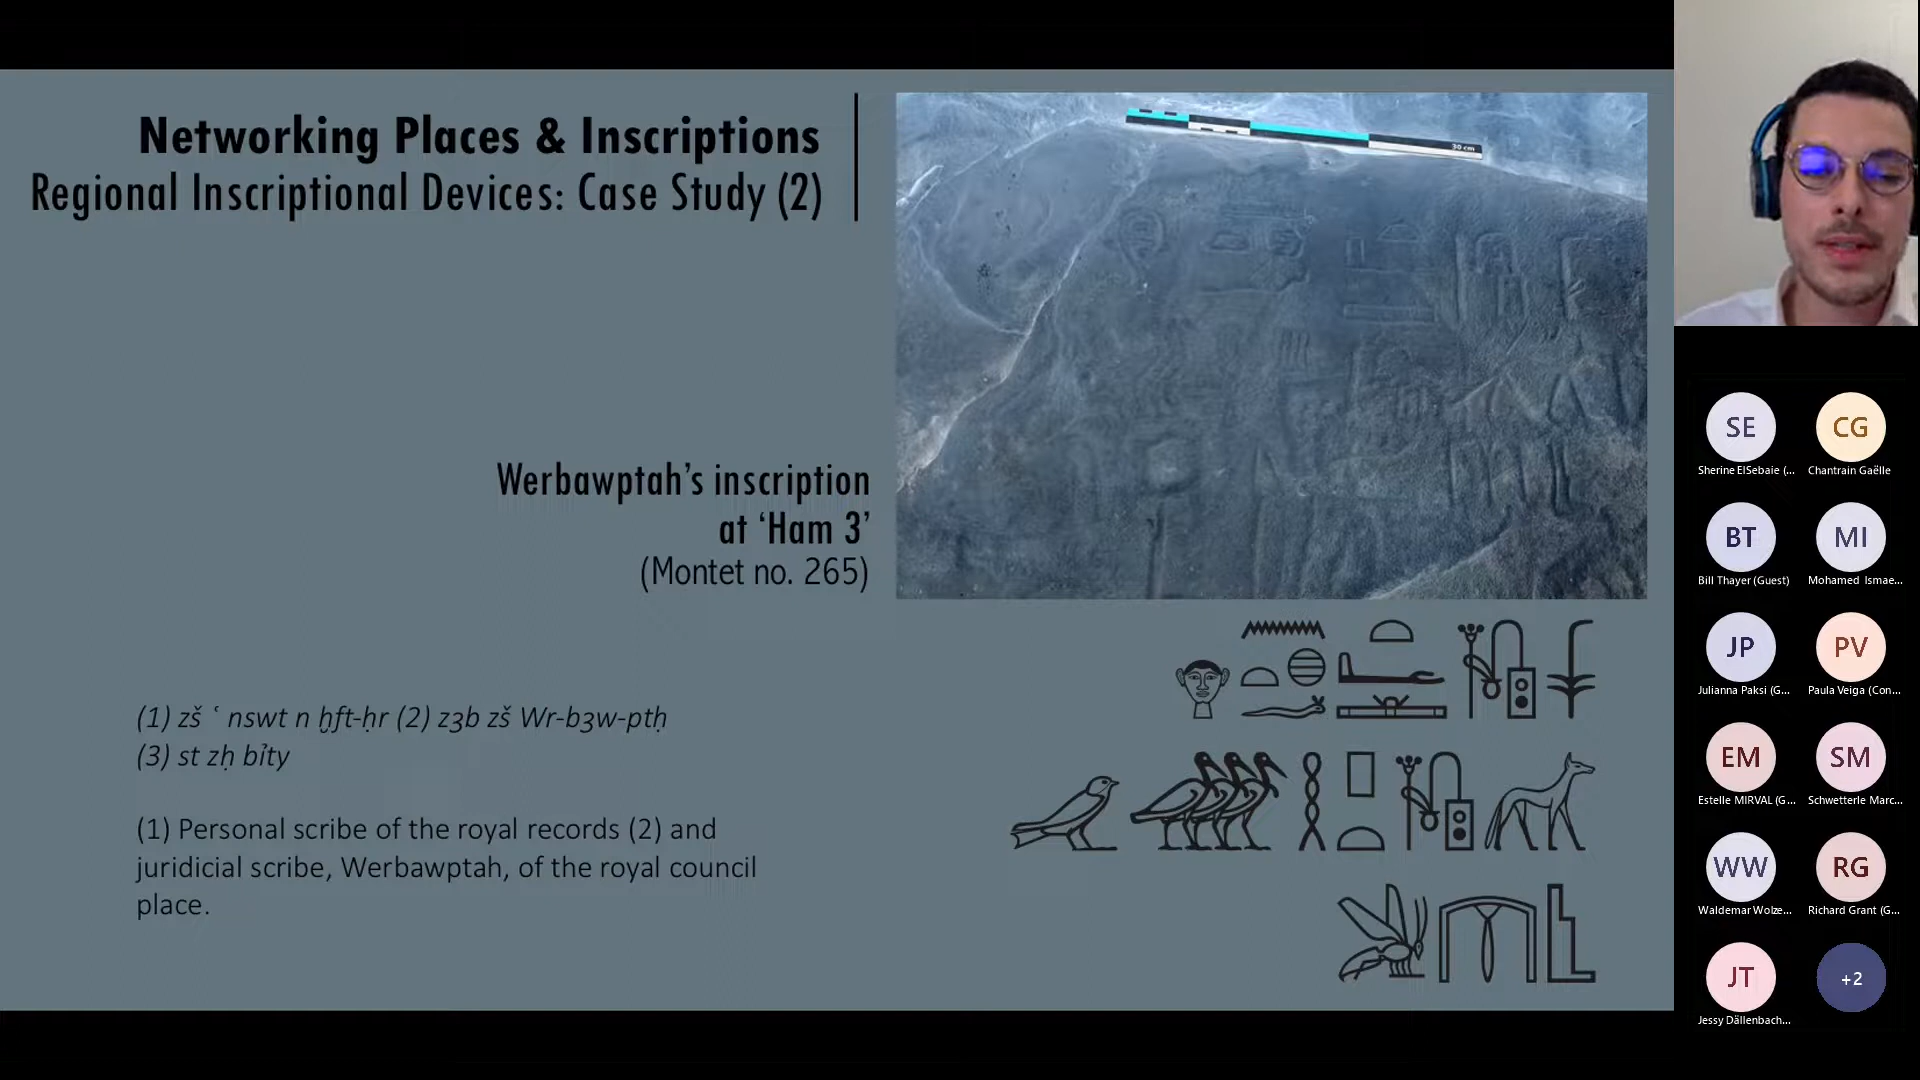 Networking Places & Inscriptions
Regional Inscriptional Devices: Case Study (2)
30 cm
Werbawptah’s inscription
at ‘Ham 3’
(Montet no. 265)
(1) zš ʿ nswt n ḫft-ḥr (2) zȝb zš Wr-bȝw-ptḥ
(3) st zḥ bỉty
(1) Personal scribe of the royal records (2) and
juridicial scribe, Werbawptah, of the royal council
place.
SE
Sherine ElSebaie (...
CG
Chantrain Gaëlle
BT
Bill Thayer (Guest)
MI
Mohamed Ismae...
JP
Julianna Paksi (G...
PV
Paula Veiga (Con...
EM
Estelle MIRVAL (G...
SM
Schwetterle Marc...
WW
Waldemar Wolze...
RG
Richard Grant (G...
JT
Jessy Dällenbach...
+2